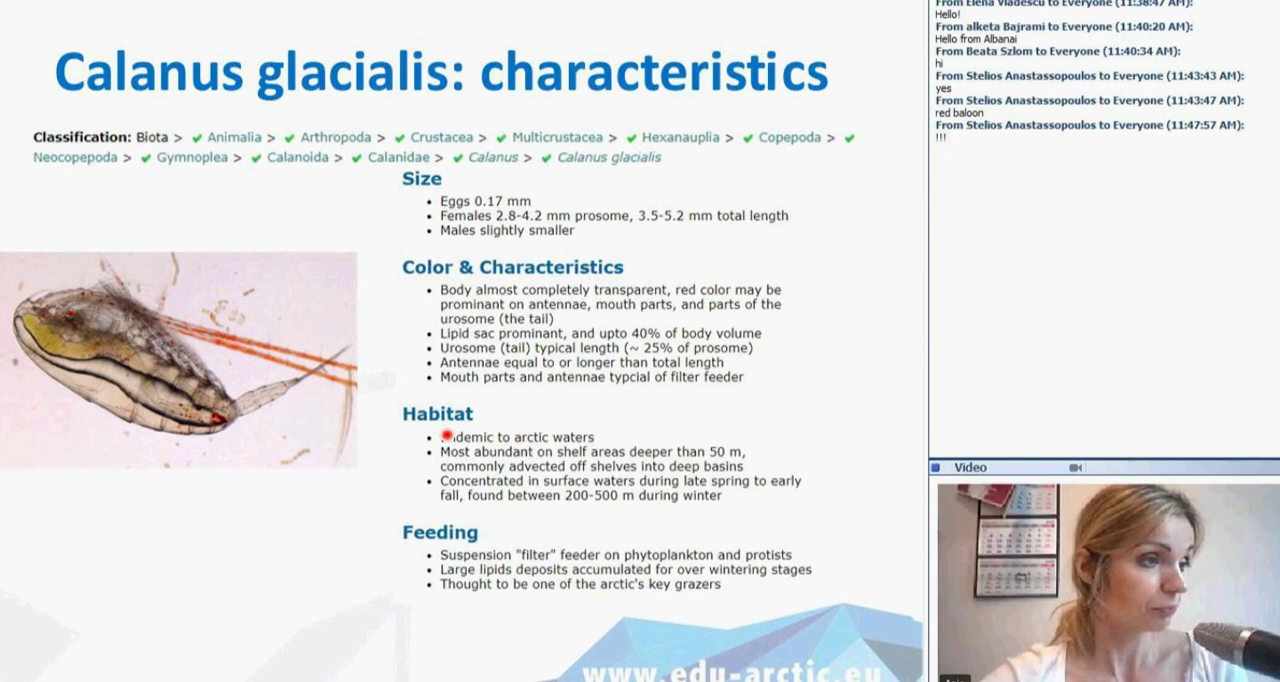 Calanus glacialis: characteristics
Classification: Biota > ✔ Animalia > ✔ Arthropoda > ✔ Crustacea > ✔ Multicrustacea > ✔ Hexanauplia > ✔ Copepoda > ✔
Neocopepoda > ✔ Gymnoplea > ✔ Calanoida > ✔ Calanidae > ✔ Calanus > ✔ Calanus glacialis
Size
• Eggs 0.17 mm
• Females 2.8-4.2 mm prosome, 3.5-5.2 mm total length
• Males slightly smaller
Color & Characteristics
• Body almost completely transparent, red color may be
prominant on antennae, mouth parts, and parts of the
urosome (the tail)
• Lipid sac prominant, and upto 40% of body volume
• Urosome (tail) typical length (~ 25% of prosome)
• Antennae equal to or longer than total length
• Mouth parts and antennae typcial of filter feeder
Habitat
• demic to arctic waters
• Most abundant on shelf areas deeper than 50 m,
commonly advected off shelves into deep basins
• Concentrated in surface waters during late spring to early
fall, found between 200-500 m during winter
Feeding
• Suspension "filter" feeder on phytoplankton and protists
• Large lipids deposits accumulated for over wintering stages
• Thought to be one of the arctic's key grazers
www.edu-arctic.eu
From Elena Vladescu to Everyone (11:38:47 AM):
Hello!
From alketa Bajrami to Everyone (11:40:20 AM):
Hello from Albanai
From Beata Szlom to Everyone (11:40:34 AM):
hi
From Stelios Anastassopoulos to Everyone (11:43:43 AM):
yes
From Stelios Anastassopoulos to Everyone (11:43:47 AM):
red baloon
From Stelios Anastassopoulos to Everyone (11:47:57 AM):
!!!
Video